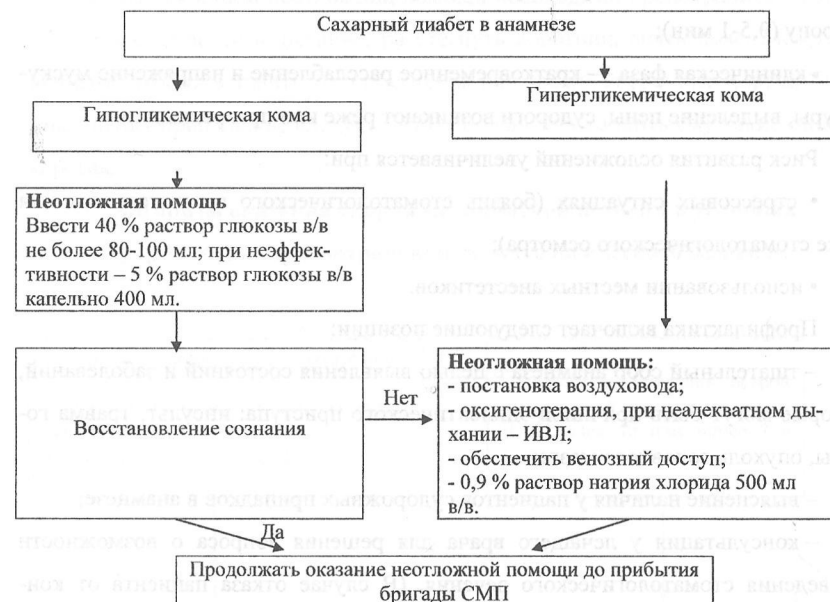 Сахарный диабет в анамнезе
Гипогликемическая кома
Гипергликемическая кома
Неотложная помощь
Ввести 40 % раствор глюкозы в/в
не более 80-100 мл; при неэффек-
тивности – 5 % раствор глюкозы в/в
капельно 400 мл.
Восстановление сознания
Нет
Неотложная помощь:
- постановка воздуховода;
- оксигенотерапия, при неадекватном ды-
хании – ИВЛ;
- обеспечить венозный доступ;
- 0,9 % раствор натрия хлорида 500 мл
в/в.
Да
Продолжать оказание неотложной помощи до прибытия
бригады СМП